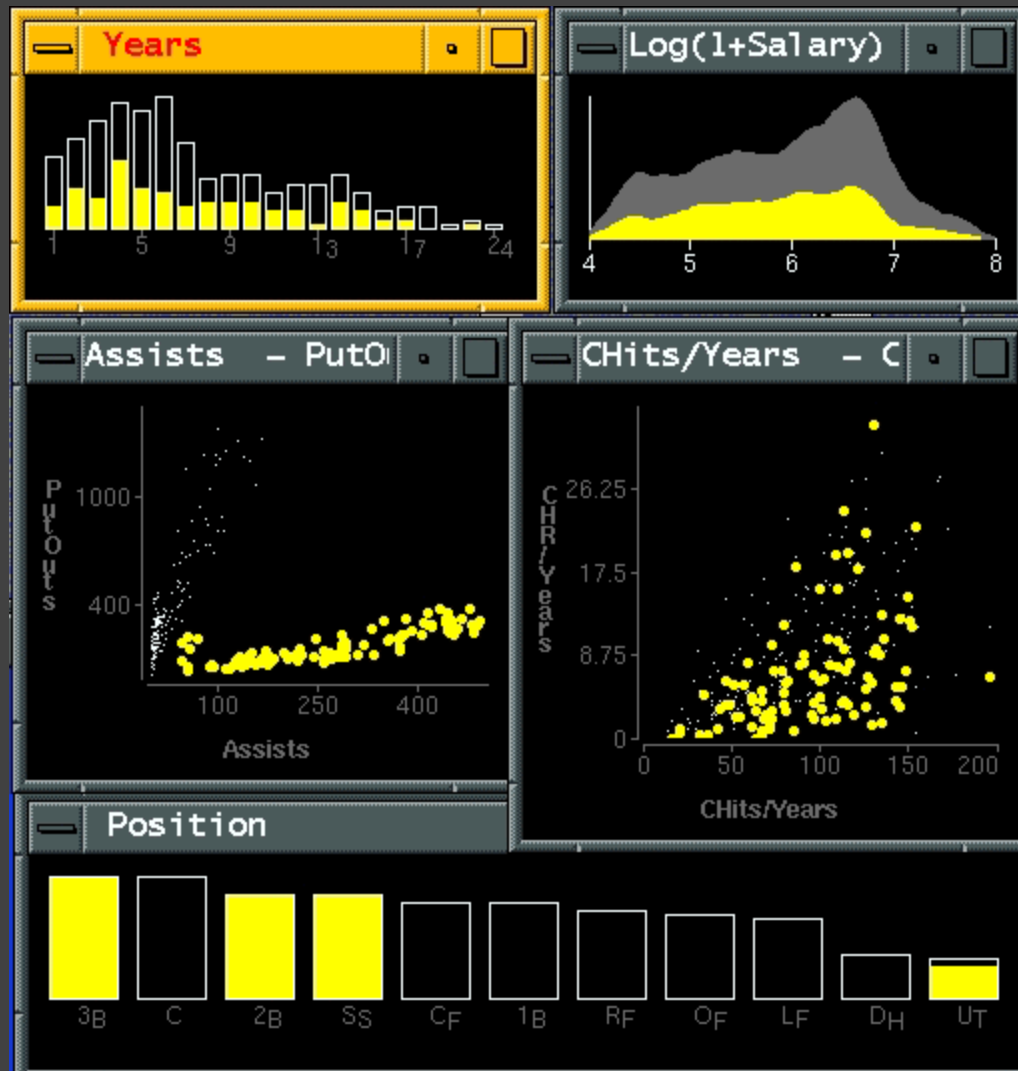 Years
Log(1+Salary)
1 5 9 13 17 24
4 5 6 7 8
Assists - PutO
CHits/Years - C
PutOuts
1000
400
100 250 400
Assists
CHR/Years
26.25
17.5
8.75
0
0 50 100 150 200
CHits/Years
Position
3B C 2B SS CF 1B RF OF LF DH UT